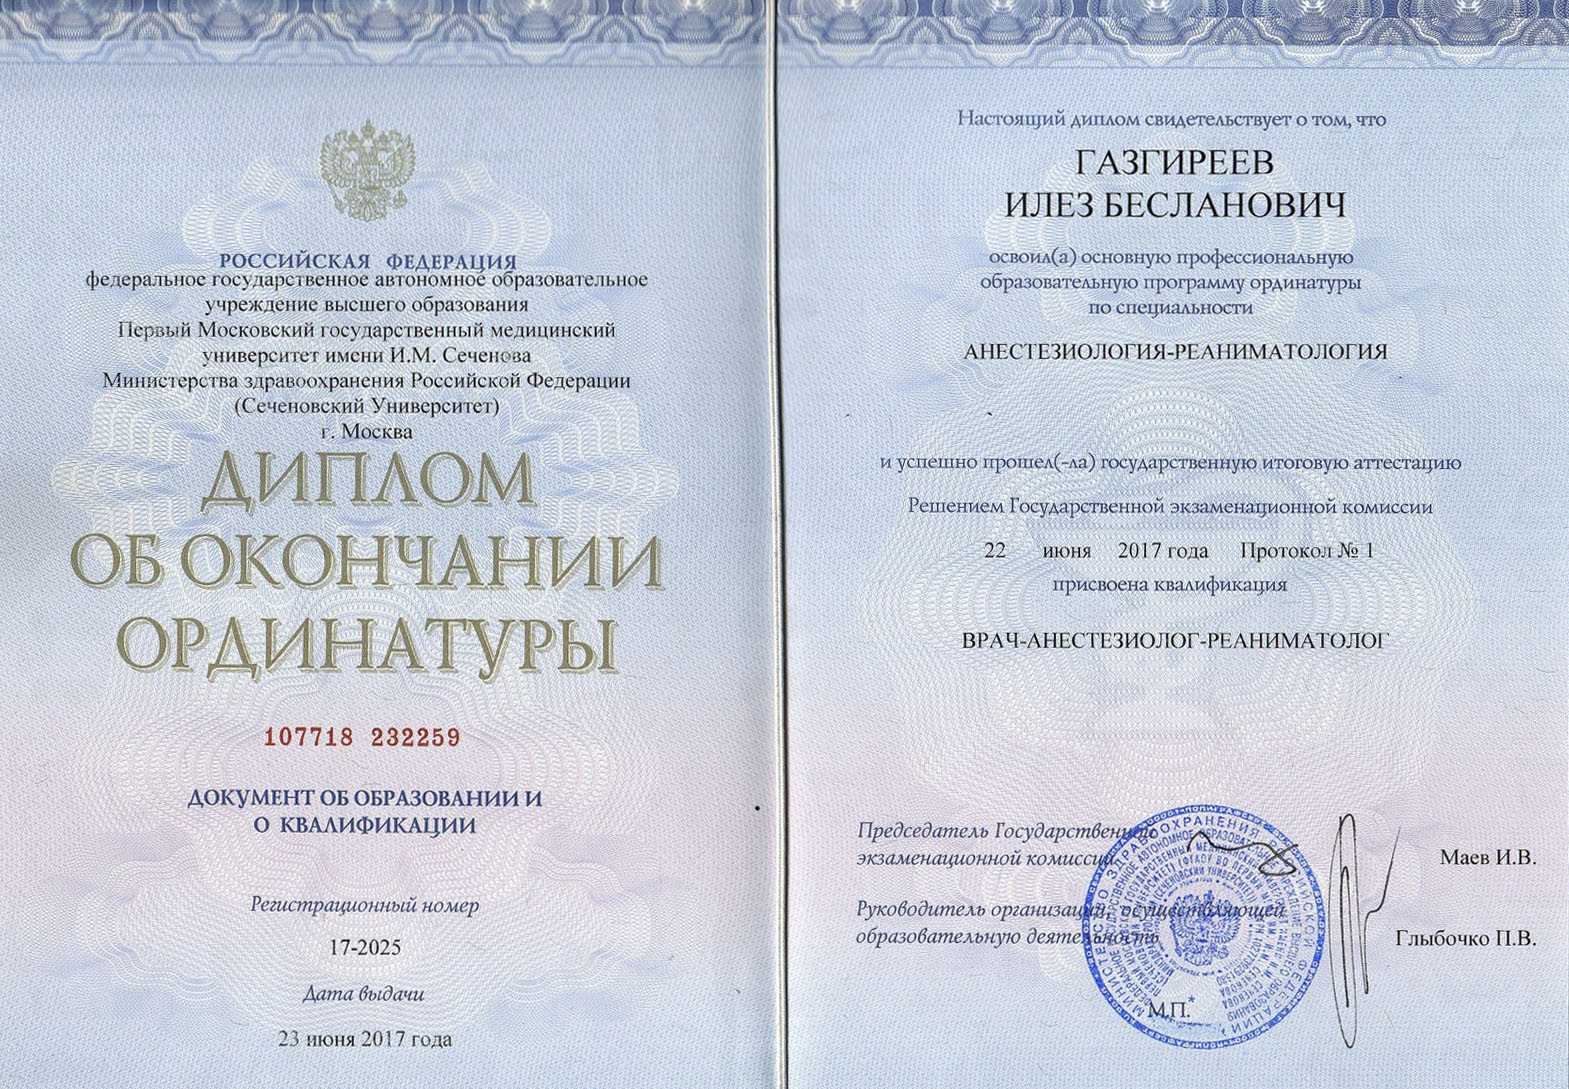 РОССИЙСКАЯ ФЕДЕРАЦИЯ
федеральное государственное автономное образовательное
учреждение высшего образования
Первый Московский государственный медицинский
университет имени И.М. Сеченова
Министерства здравоохранения Российской Федерации
(Сеченовский Университет)
г. Москва
ДИПЛОМ
ОБ ОКОНЧАНИИ
ОРДИНАТУРЫ
107718 232259
ДОКУМЕНТ ОБ ОБРАЗОВАНИИ И
О КВАЛИФИКАЦИИ
Регистрационный номер
17-2025
Дата выдачи
23 июня 2017 года
Настоящий диплом свидетельствует о том, что
ГАЗГИРЕЕВ
ИЛЕЗ БЕСЛАНОВИЧ
освоил(а) основную профессиональную
образовательную программу ординатуры
по специальности
АНЕСТЕЗИОЛОГИЯ-РЕАНИМАТОЛОГИЯ
и успешно прошел(-ла) государственную итоговую аттестацию
Решением Государственной экзаменационной комиссии
22 июня 2017 года Протокол № 1
присвоена квалификация
ВРАЧ-АНЕСТЕЗИОЛОГ-РЕАНИМАТОЛОГ
Председатель Государственной
экзаменационной комиссии
Маев И.В.
Руководитель организации, осуществляющей
образовательную деятельность
Глыбочко П.В.
М.П.
МИНИСТЕРСТВО ЗДРАВООХРАНЕНИЯ РОССИЙСКОЙ ФЕДЕРАЦИИ